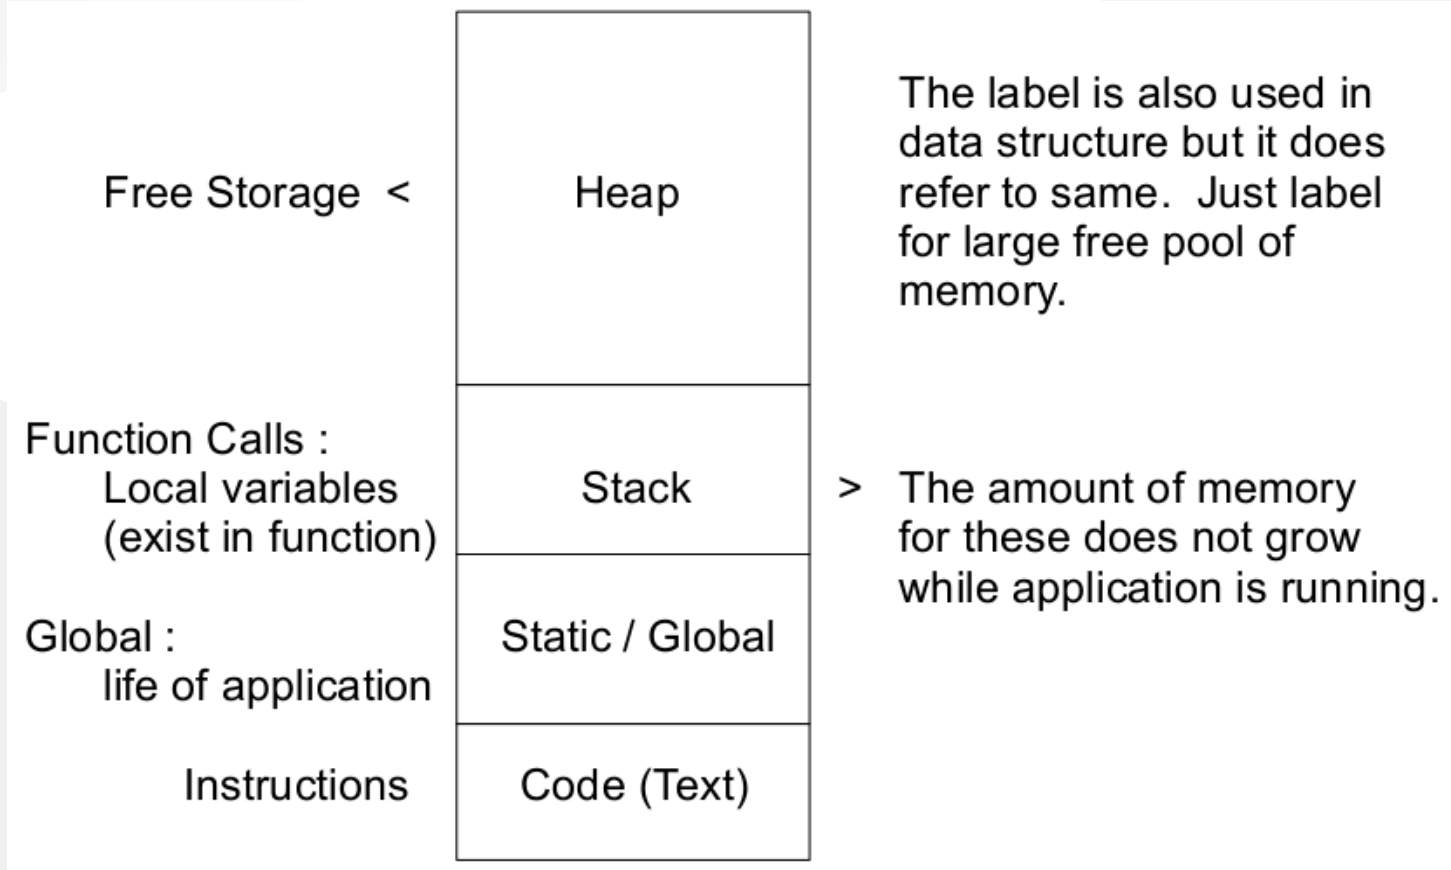 Free Storage <
Heap
The label is also used in
data structure but it does
refer to same. Just label
for large free pool of
memory.
Function Calls :
Local variables
(exist in function)
Stack
> The amount of memory
for these does not grow
while application is running.
Global :
life of application
Static / Global
Instructions
Code (Text)